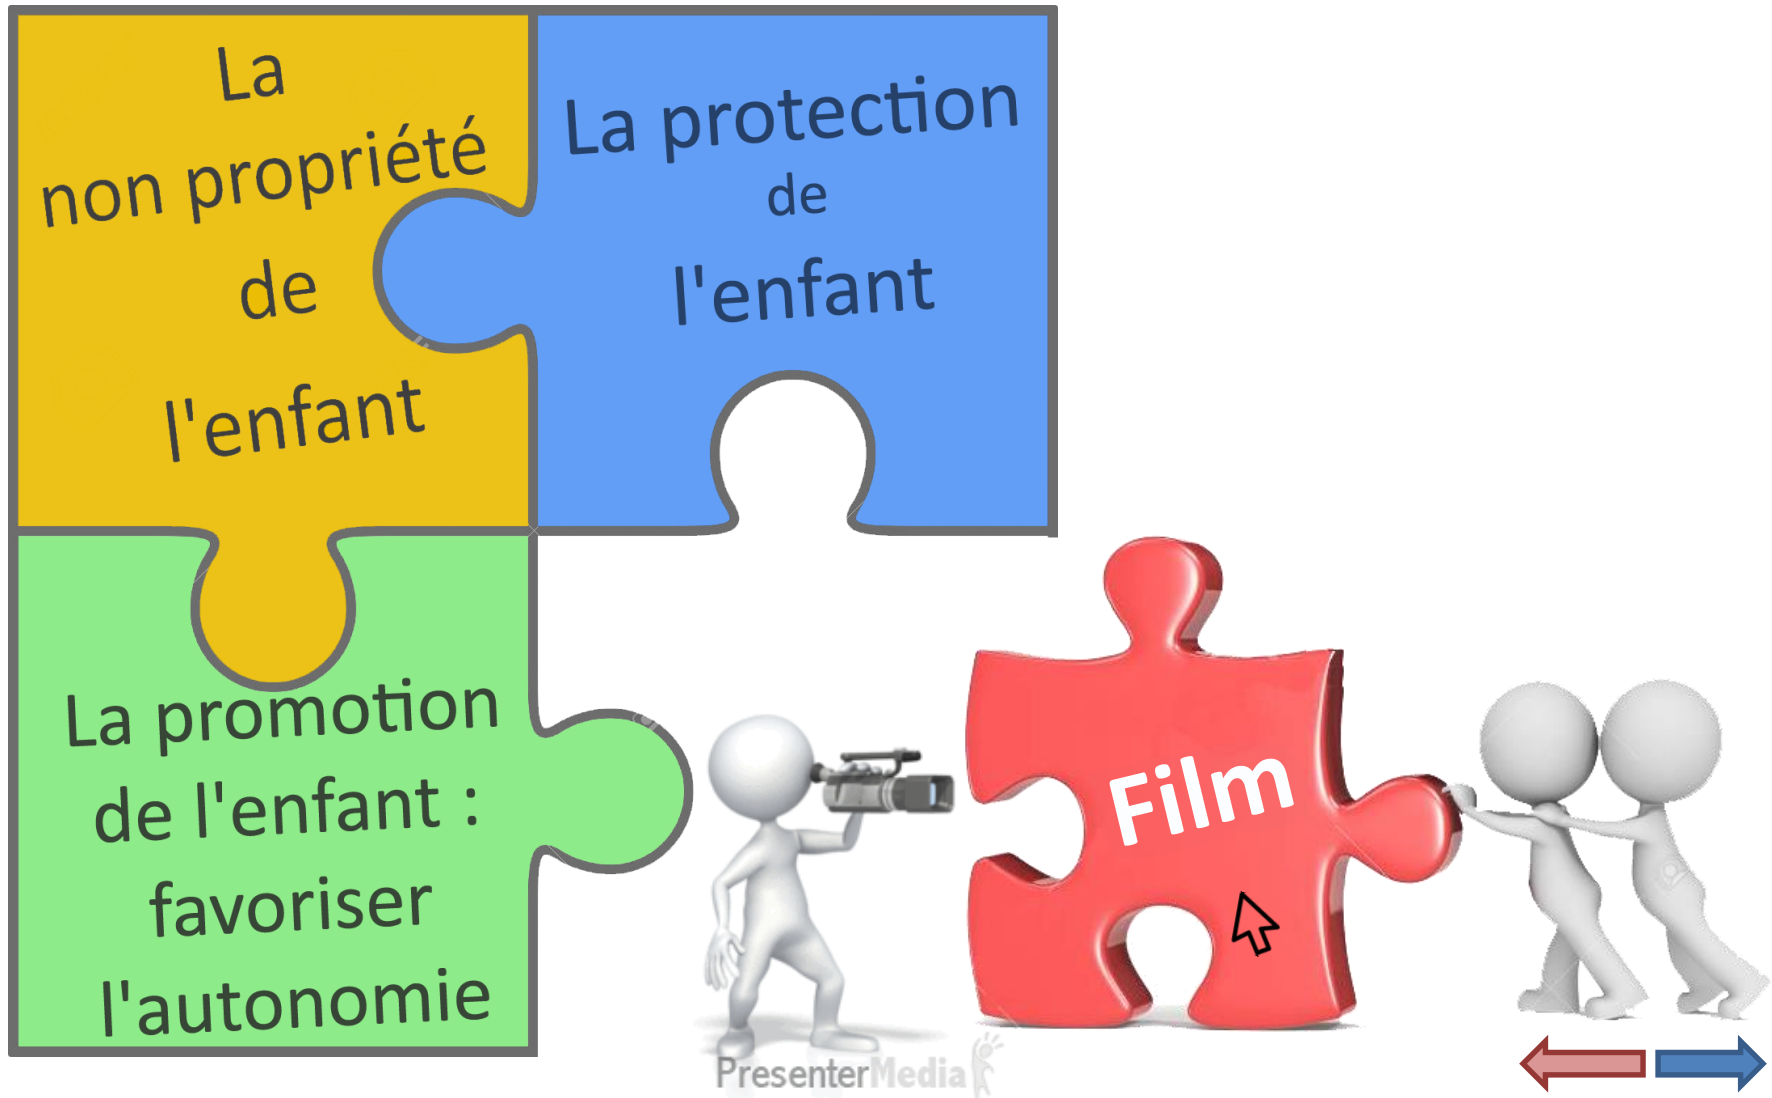 La
non propriété
de
l'enfant
La protection
de
l'enfant
La promotion
de l'enfant :
favoriser
l'autonomie
Film
PresenterMedia